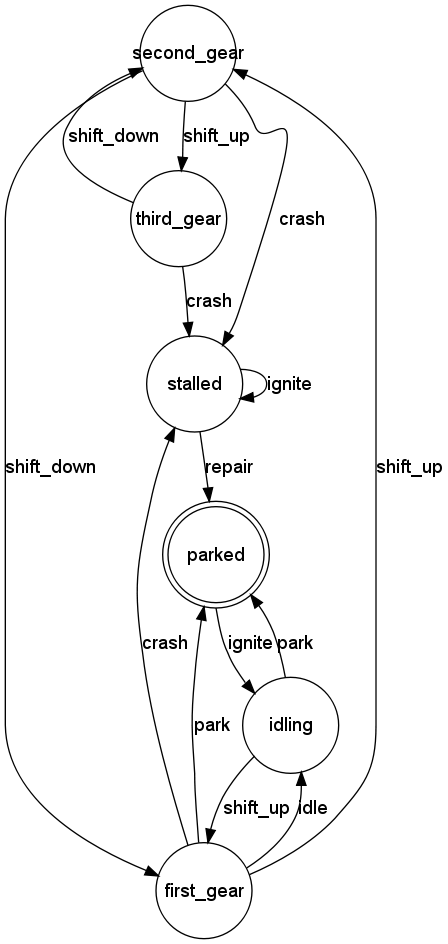 second_gear
shift_down
shift_up
third_gear
crash
crash
stalled
ignite
shift_down
repair
shift_up
parked
crash
ignite
park
park
idling
shift_up
idle
first_gear